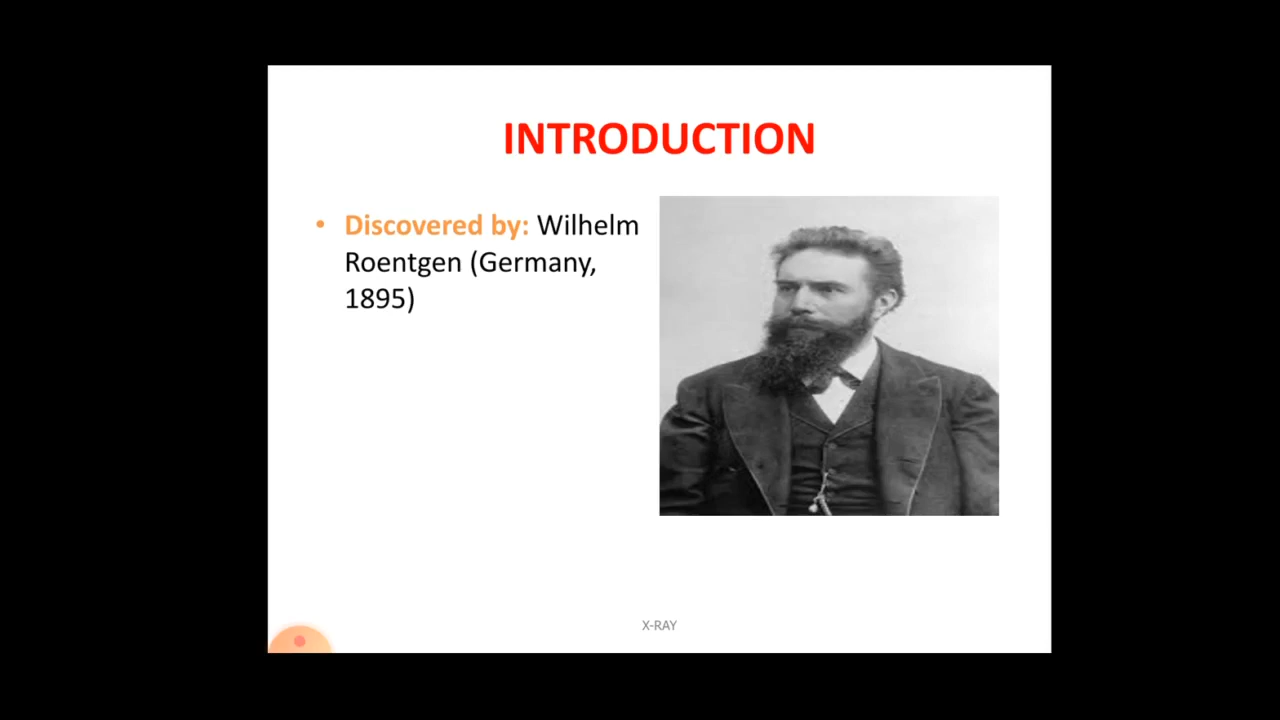 INTRODUCTION
• Discovered by: Wilhelm
Roentgen (Germany,
1895)
X-RAY